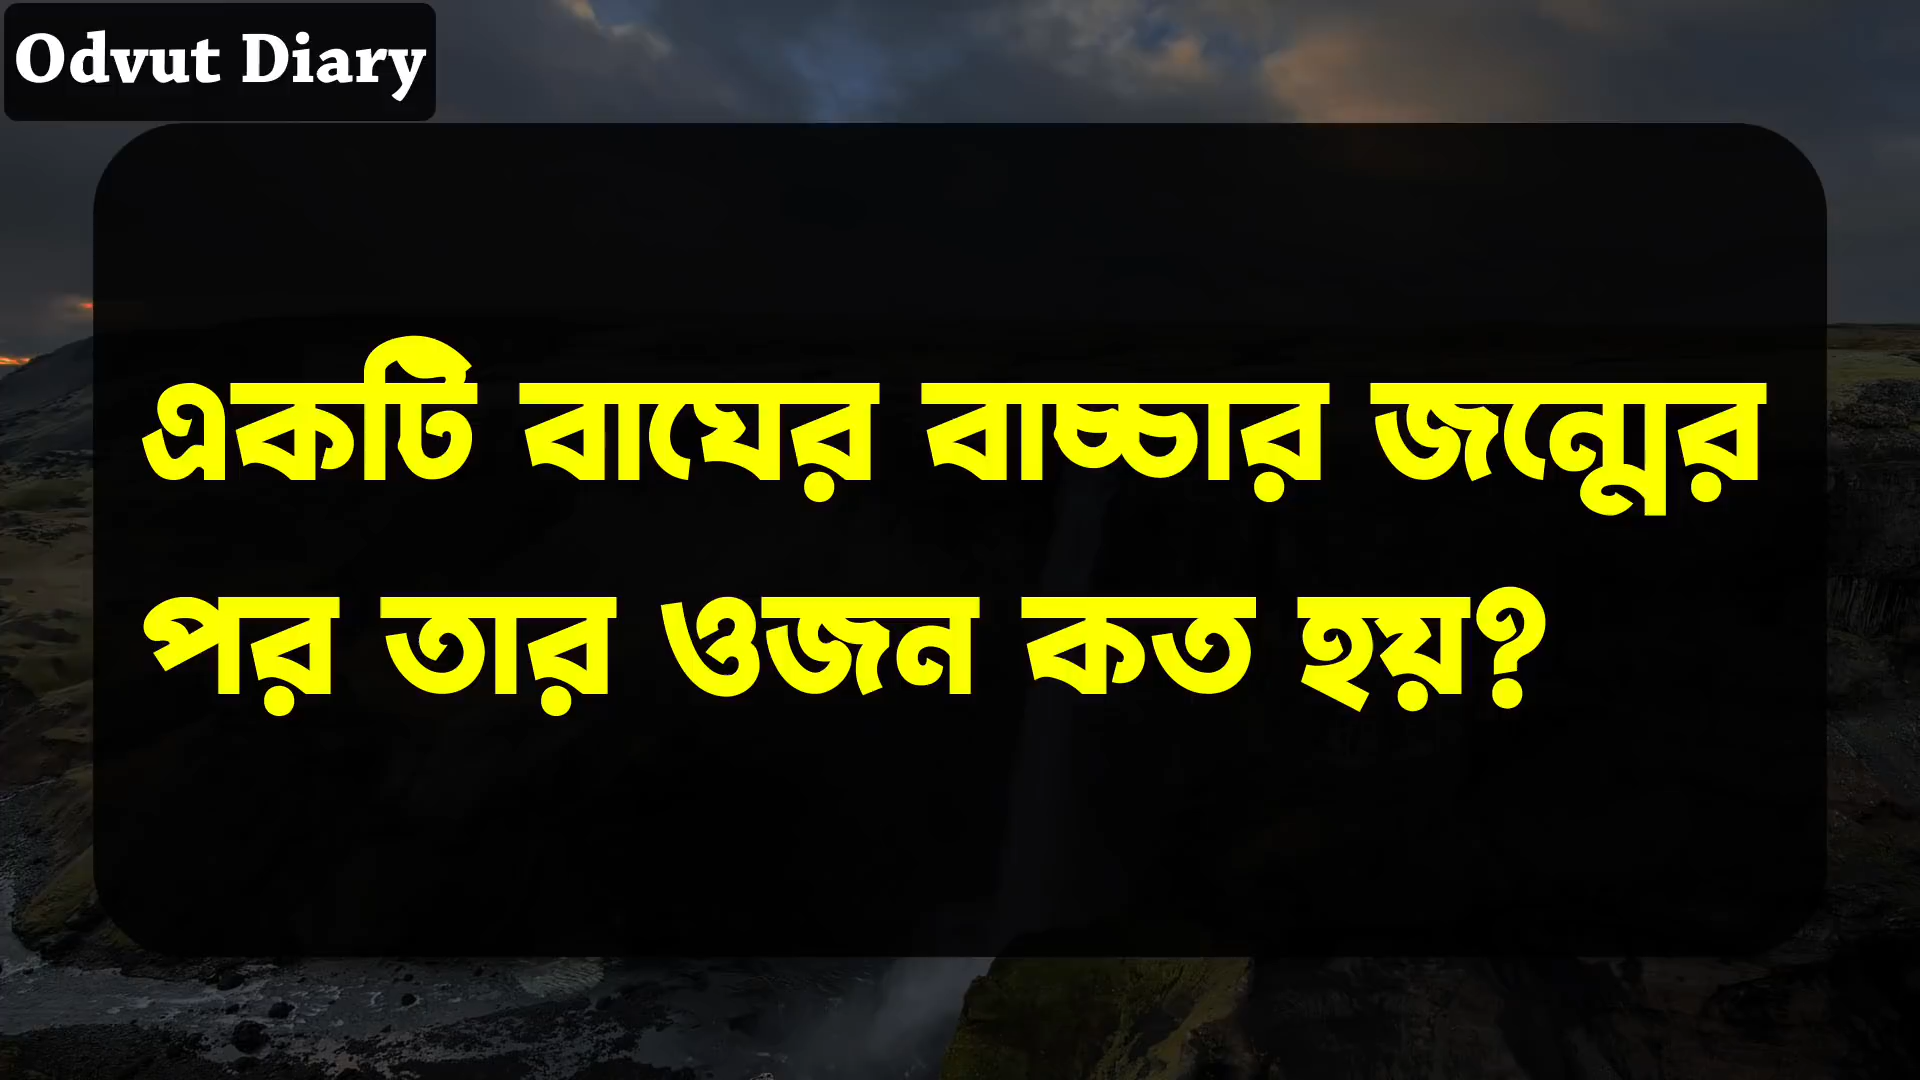 Odvut Diary
একটি বাঘের বাচ্চার জন্মের
পর তার ওজন কত হয়?